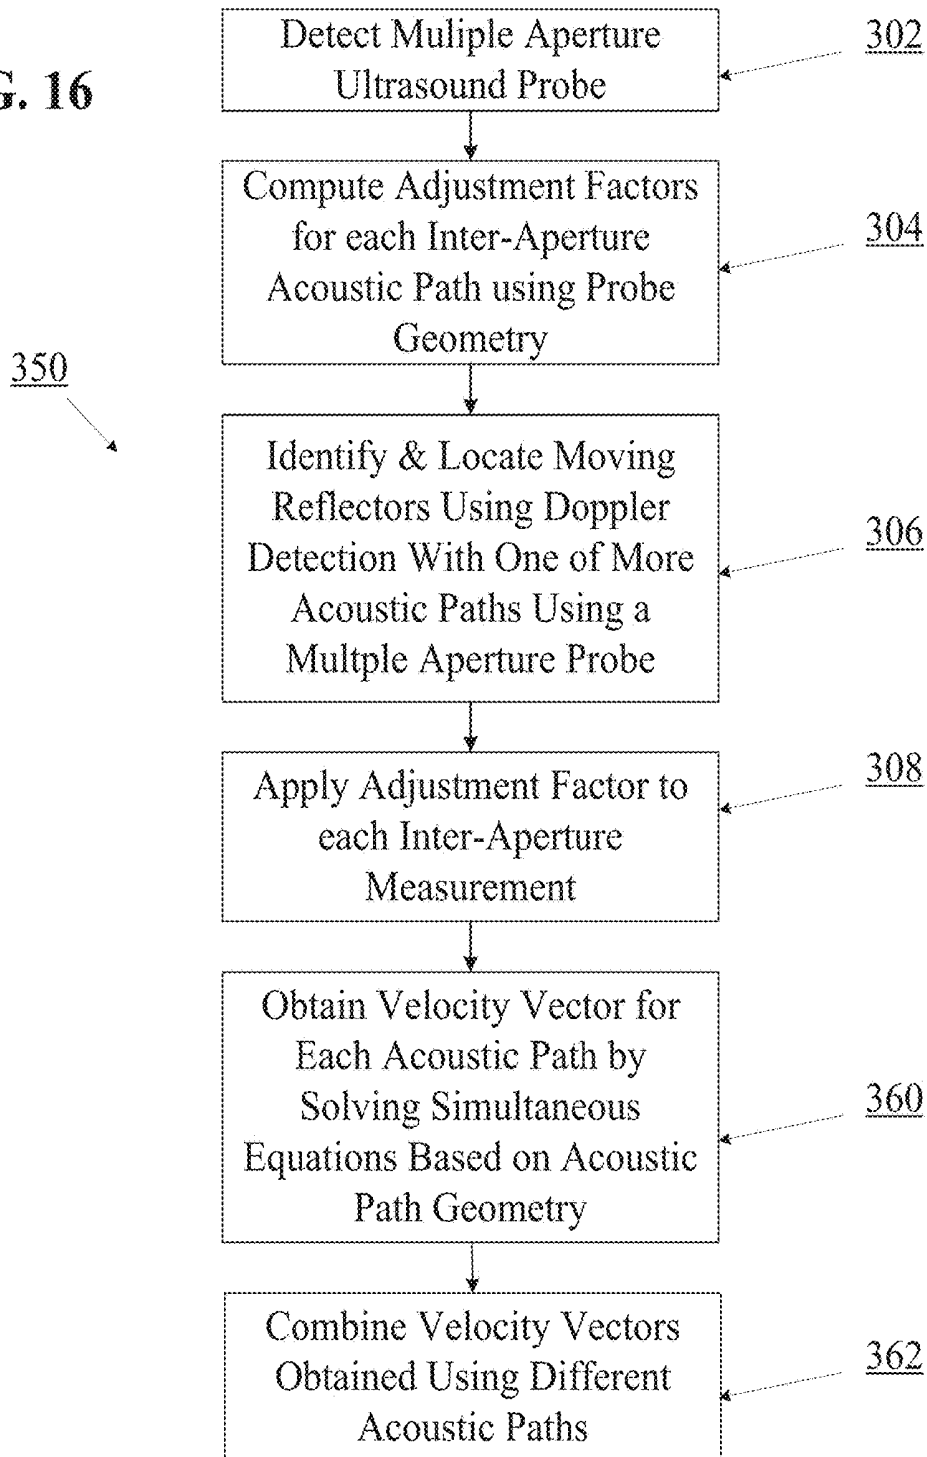 Detect Muliple Aperture
Ultrasound Probe
302
G. 16
Compute Adjustment Factors
for each Inter-Aperture
Acoustic Path using Probe
Geometry
304
350
Identify & Locate Moving
Reflectors Using Doppler
Detection With One of More
Acoustic Paths Using a
Multple Aperture Probe
306
Apply Adjustment Factor to
each Inter-Aperture
Measurement
308
Obtain Velocity Vector for
Each Acoustic Path by
Solving Simultaneous
Equations Based on Acoustic
Path Geometry
360
Combine Velocity Vectors
Obtained Using Different
Acoustic Paths
362